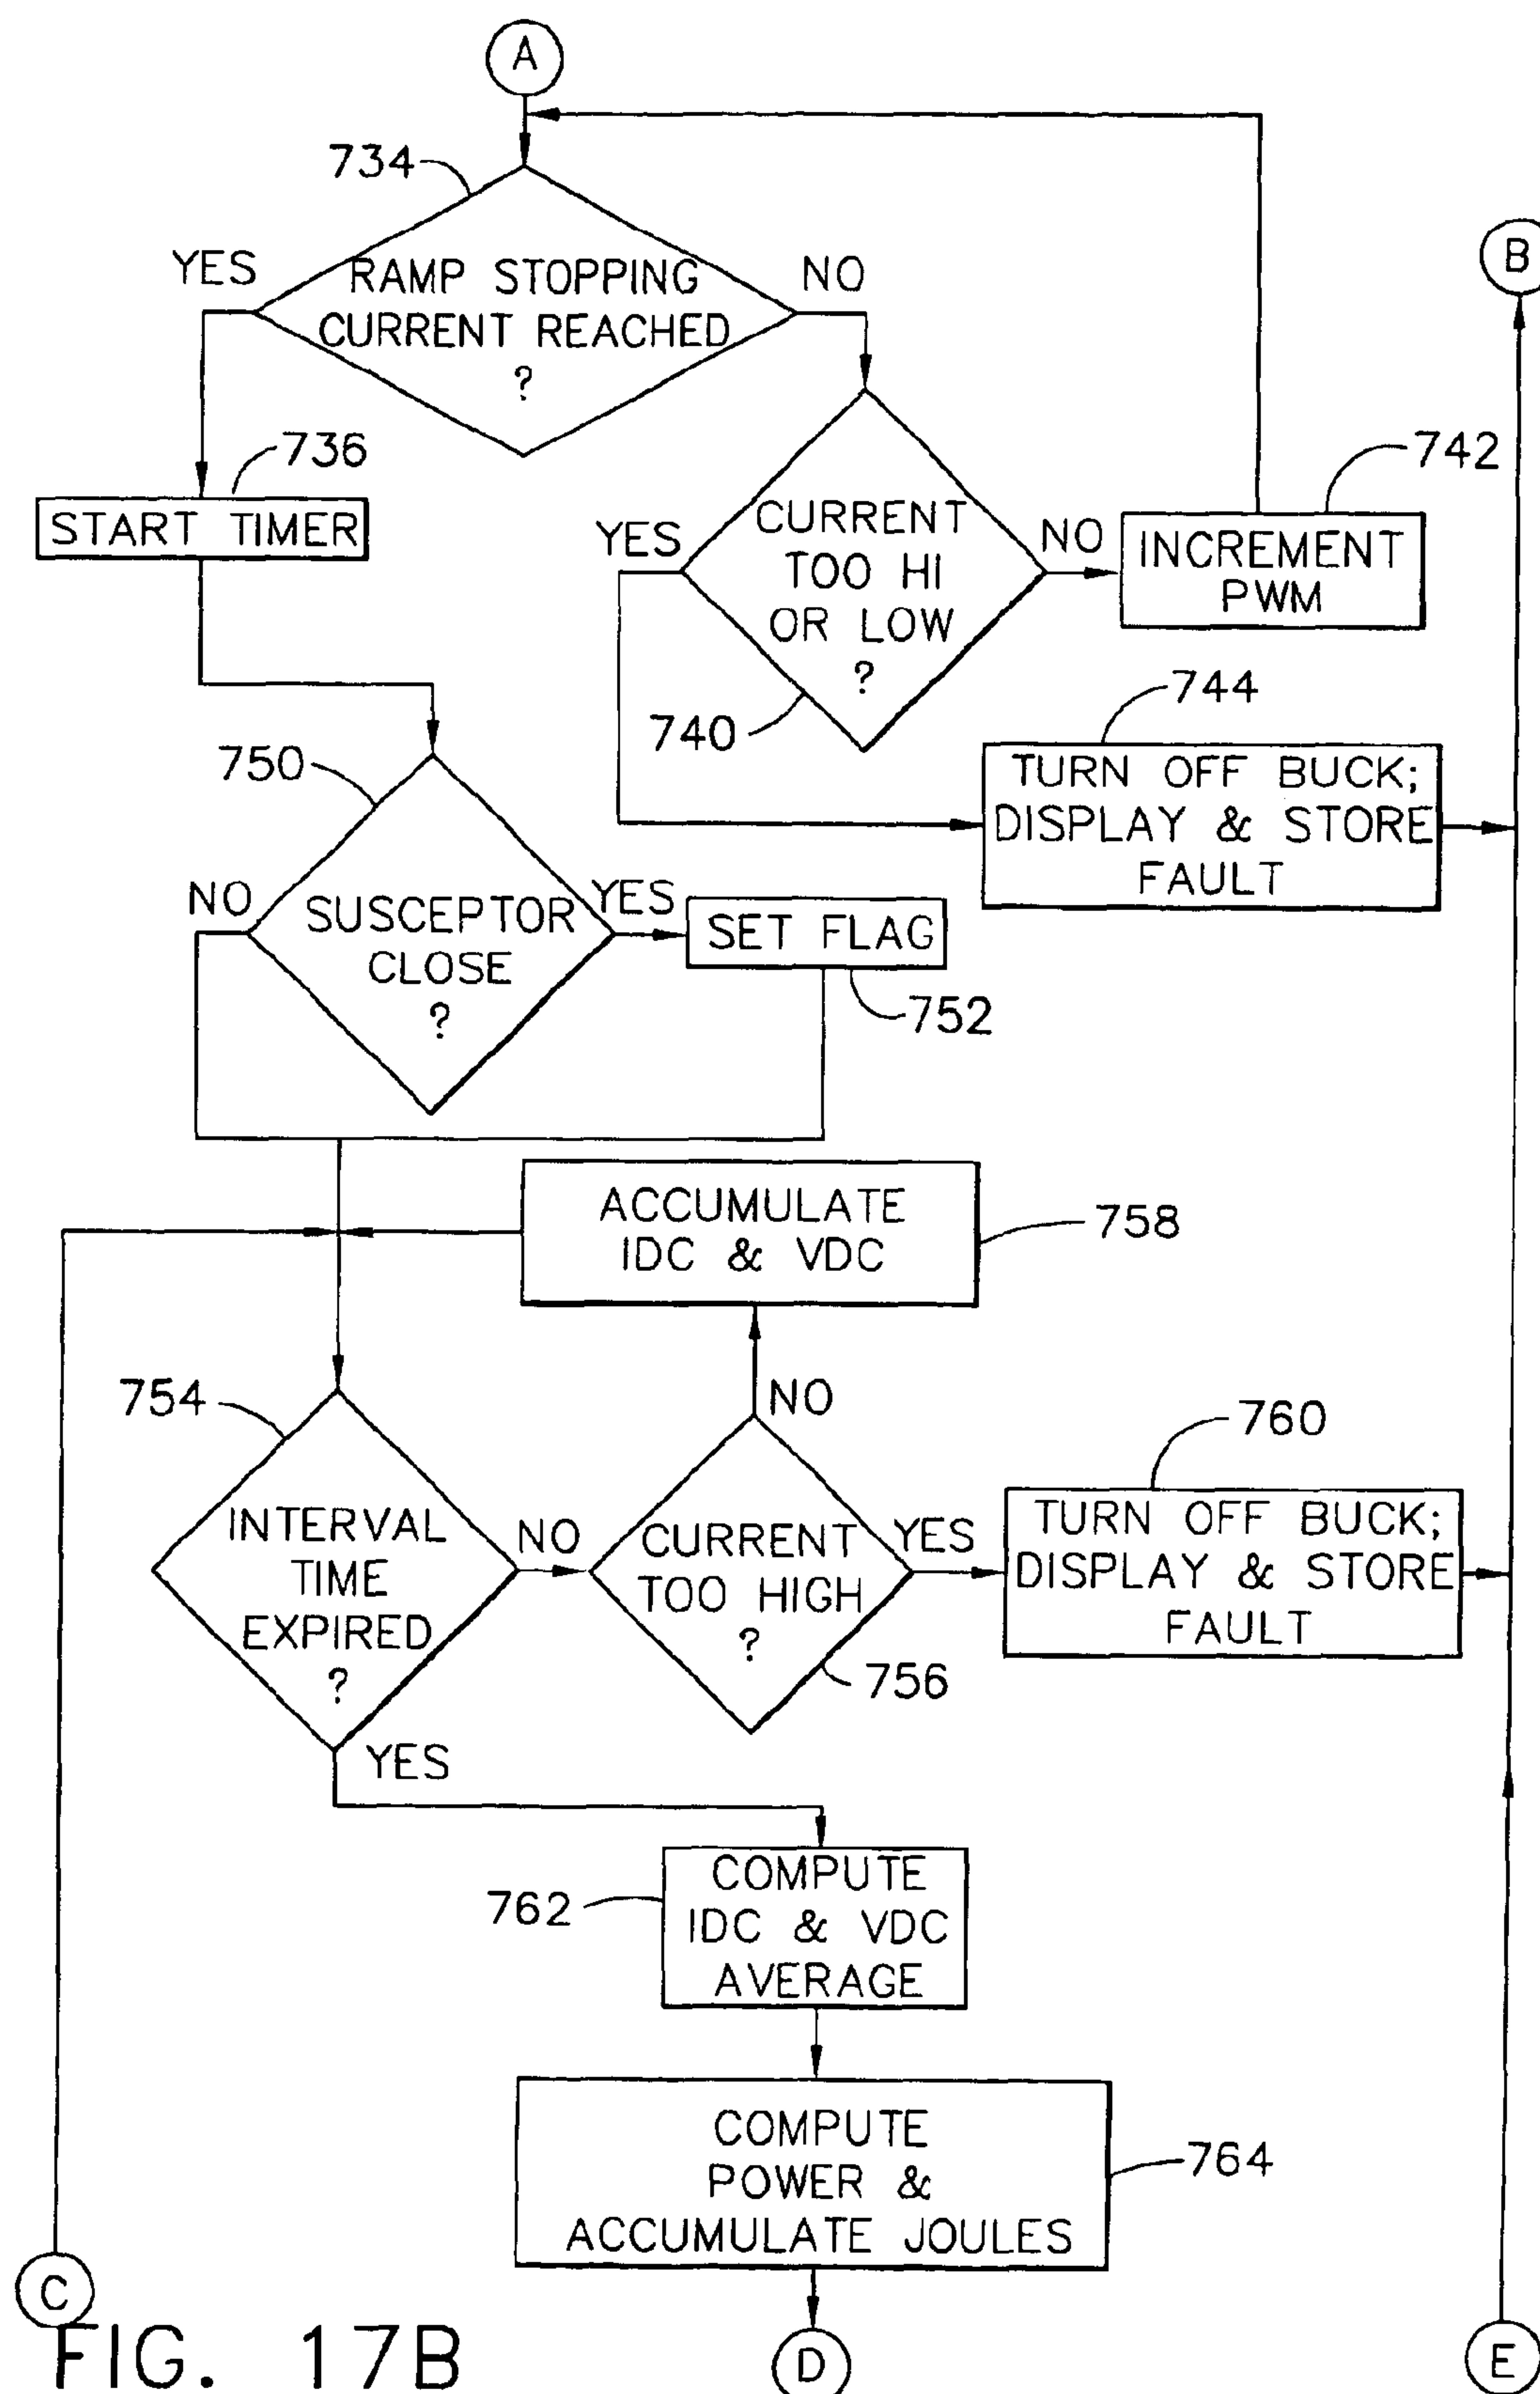 A
734
YES
RAMP STOPPING
CURRENT REACHED
?
NO
B
736
START TIMER
YES
CURRENT
TOO HI
OR LOW
?
740
NO
742
INCREMENT
PWM
744
TURN OFF BUCK;
DISPLAY & STORE
FAULT
750
NO
SUSCEPTOR
CLOSE
?
YES
SET FLAG
752
ACCUMULATE
IDC & VDC
758
754
INTERVAL
TIME
EXPIRED
?
NO
NO
CURRENT
TOO HIGH
?
756
YES
760
TURN OFF BUCK;
DISPLAY & STORE
FAULT
YES
762
COMPUTE
IDC & VDC
AVERAGE
COMPUTE
POWER &
ACCUMULATE JOULES
764
C
D
E
FIG. 17B